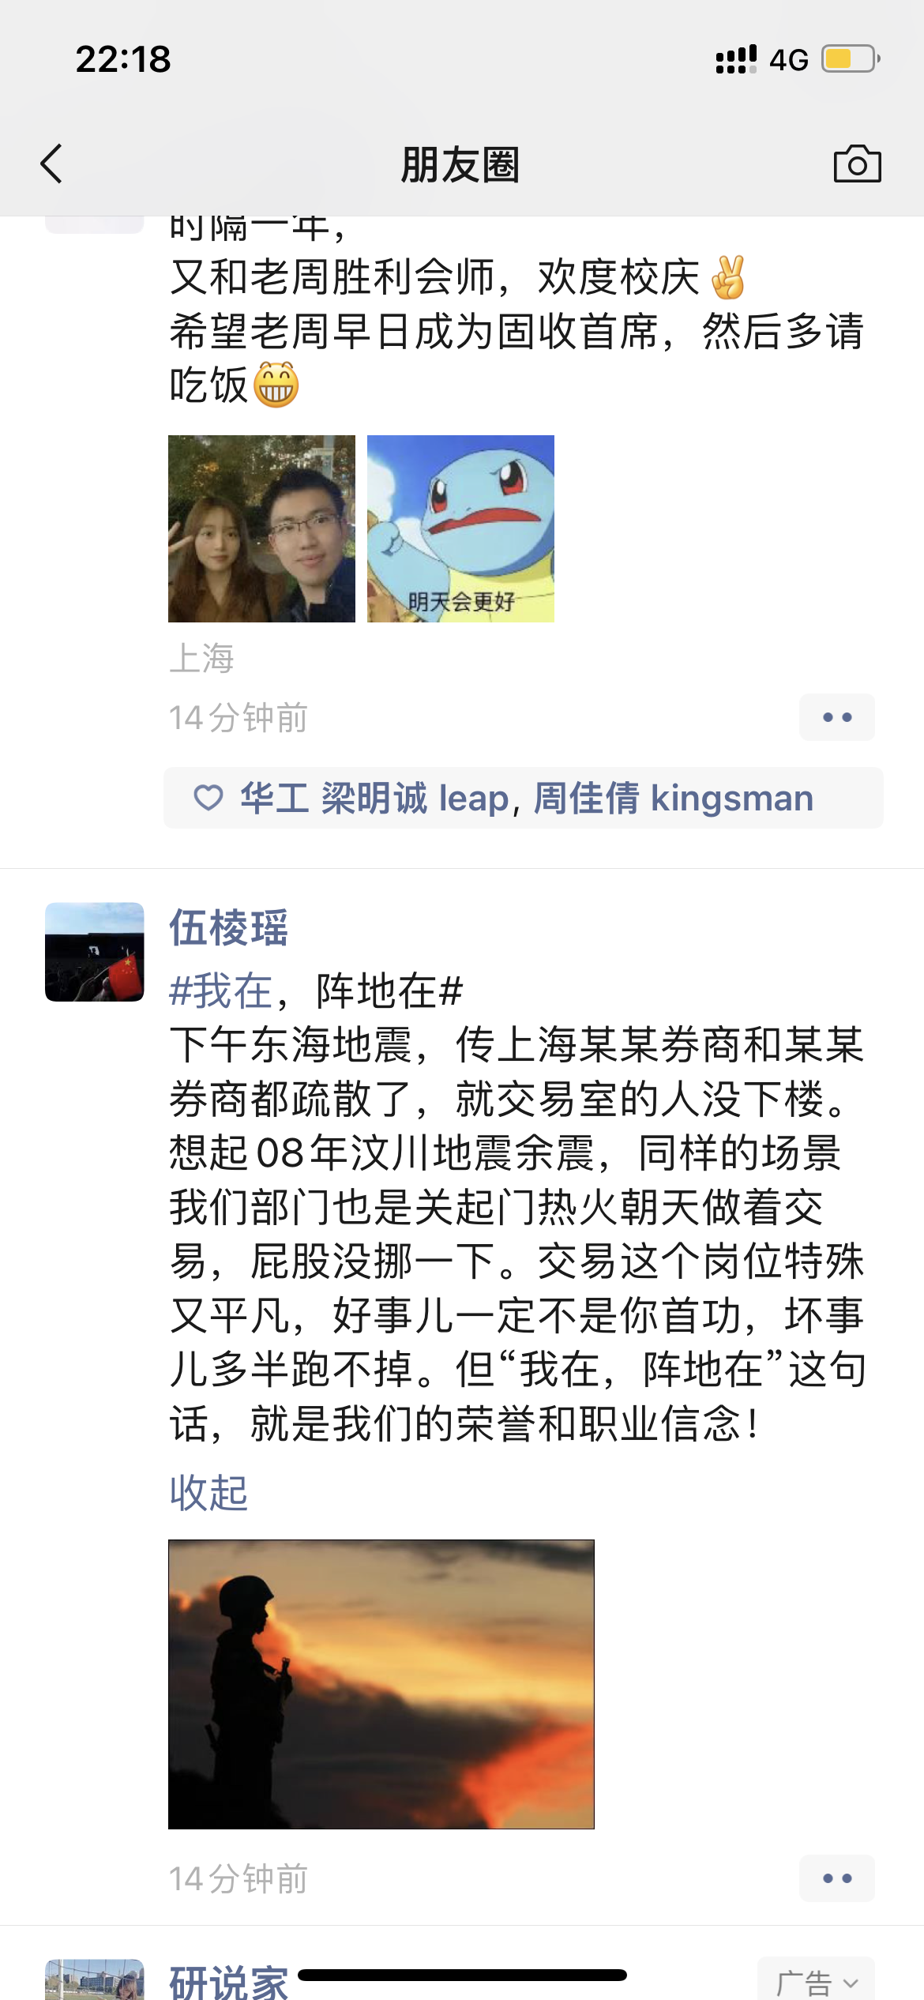 22:18
4G
朋友圈
时隔一年，
又和老周胜利会师，欢度校庆✌️
希望老周早日成为固收首席，然后多请
吃饭😁
明天会更好
上海
14分钟前
华工 梁明诚 leap, 周佳倩 kingsman
伍棱瑶
#我在，阵地在#
下午东海地震，传上海某某券商和某某
券商都疏散了，就交易室的人没下楼。
想起08年汶川地震余震，同样的场景
我们部门也是关起门热火朝天做着交
易，屁股没挪一下。交易这个岗位特殊
又平凡，好事儿一定不是你首功，坏事
儿多半跑不掉。但“我在，阵地在”这句
话，就是我们的荣誉和职业信念！
收起
14分钟前
研说家
广告